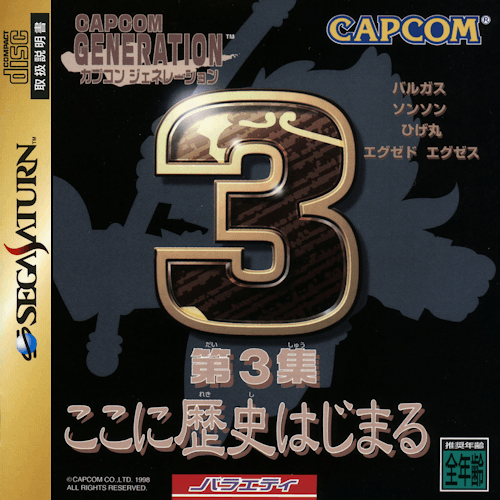 COMPACT
disc
取扱説明書
SEGA SATURN™
CAPCOM
GENERATION™
カプコン ジェネレーション
CAPCOM®
バルガス
ソンソン
ひげ丸
エグゼド エグゼス
3
だい しゅう
第3集
れき し
ここに歴史はじまる
©CAPCOM CO.,LTD. 1998
ALL RIGHTS RESERVED.
バラエティ
推奨年齢
全年齢